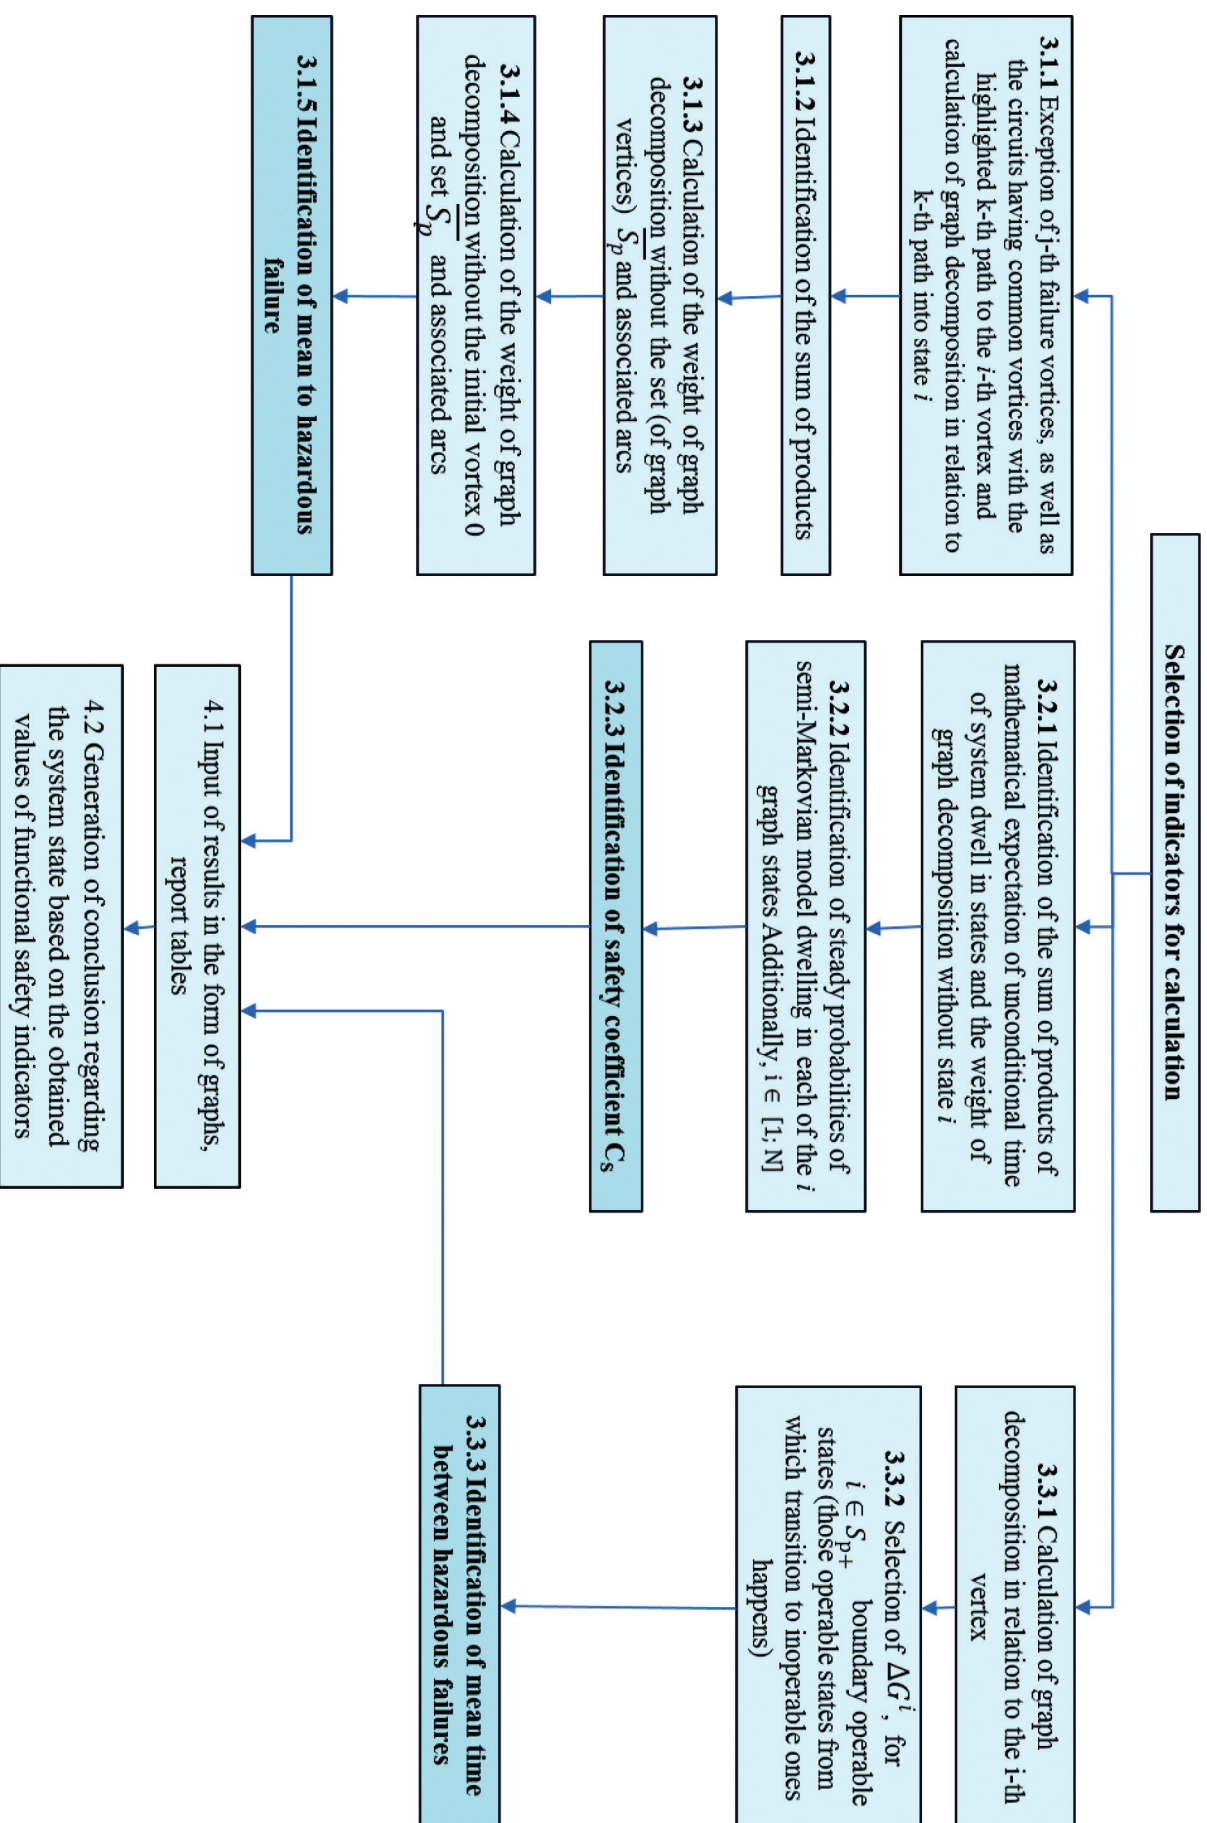 Selection of indicators for calculation
3.1.1 Exception of j-th failure vortices, as well as
the circuits having common vortices with the
highlighted k-th path to the i-th vortex and
calculation of graph decomposition in relation to
k-th path into state i
3.1.2 Identification of the sum of products
3.1.3 Calculation of the weight of graph
decomposition without the set (of graph
vertices) S̅p and associated arcs
3.1.4 Calculation of the weight of graph
decomposition without the initial vortex 0
and set S̅p and associated arcs
3.1.5 Identification of mean to hazardous
failure
3.2.1 Identification of the sum of products of
mathematical expectation of unconditional time
of system dwell in states and the weight of
graph decomposition without state i
3.2.2 Identification of steady probabilities of
semi-Markovian model dwelling in each of the i
graph states Additionally, i ∈ [1; N]
3.2.3 Identification of safety coefficient Cs
3.3.1 Calculation of graph
decomposition in relation to the i-th
vertex
3.3.2 Selection of ΔGⁱ, for
i ∈ Sp+ boundary operable
states (those operable states from
which transition to inoperable ones
happens)
3.3.3 Identification of mean time
between hazardous failures
4.1 Input of results in the form of graphs,
report tables
4.2 Generation of conclusion regarding
the system state based on the obtained
values of functional safety indicators